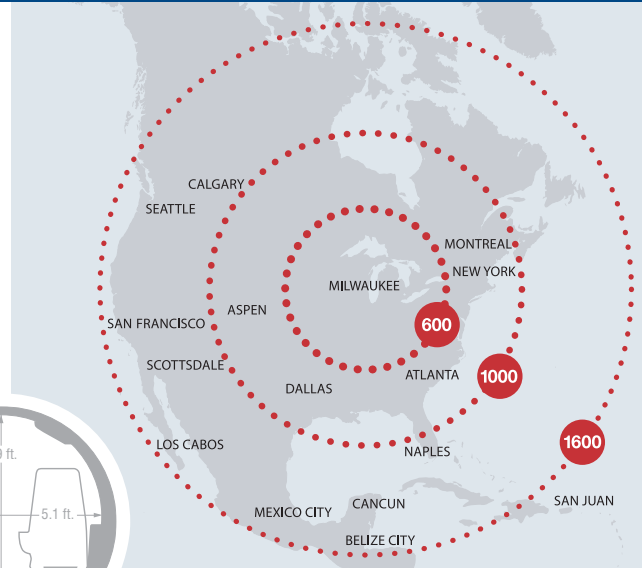 CALGARY
SEATTLE
MONTREAL
NEW YORK
MILWAUKEE
ASPEN
SAN FRANCISCO
600
SCOTTSDALE
ATLANTA
1000
DALLAS
LOS CABOS
NAPLES
1600
ft.
SAN JUAN
CANCUN
MEXICO CITY
5.1 ft.
BELIZE CITY